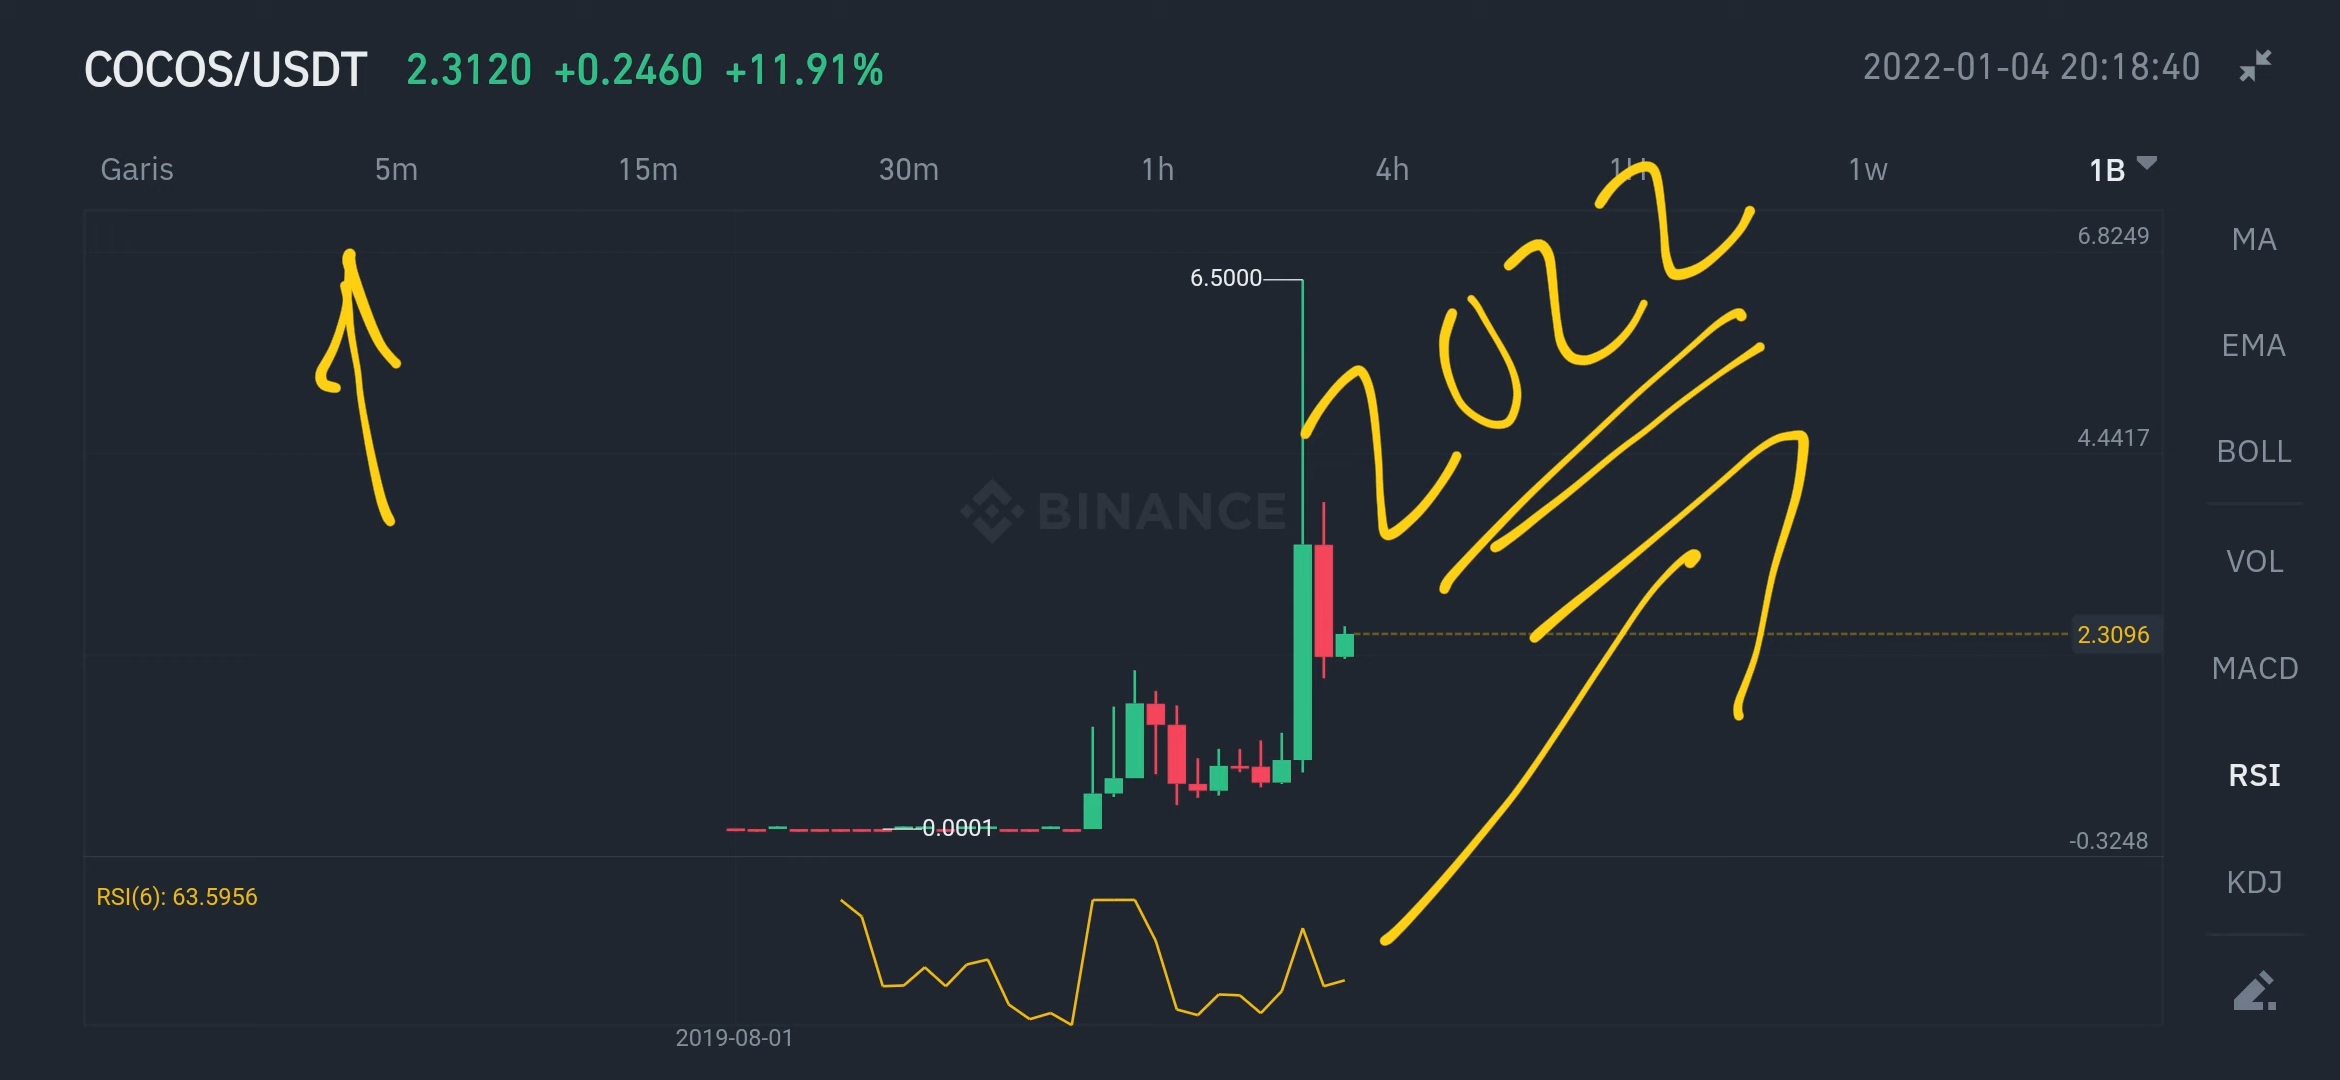 COCOS/USDT 2.3120 +0.2460 +11.91% 2022-01-04 20:18:40
Garis 5m 15m 30m 1h 4h 1H 1w 1B
6.8249
MA
6.5000
2022
EMA
4.4417
BOLL
BINANCE
VOL
2.3096
MACD
RSI
0.0001
-0.3248
KDJ
RSI(6): 63.5956
2019-08-01